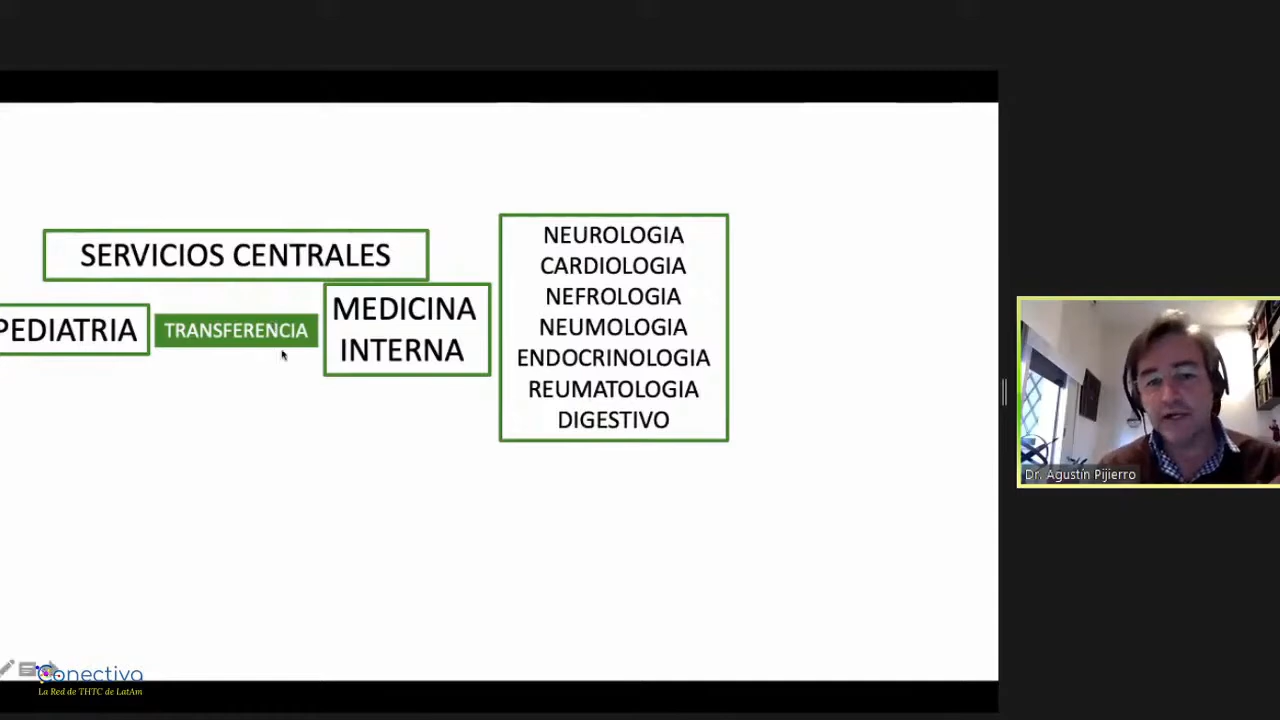 SERVICIOS CENTRALES
PEDIATRIA
TRANSFERENCIA
MEDICINA
INTERNA
NEUROLOGIA
CARDIOLOGIA
NEFROLOGIA
NEUMOLOGIA
ENDOCRINOLOGIA
REUMATOLOGIA
DIGESTIVO
Dr. Agustín Pijierro
Conectiva
La Red de THTC de LatAm